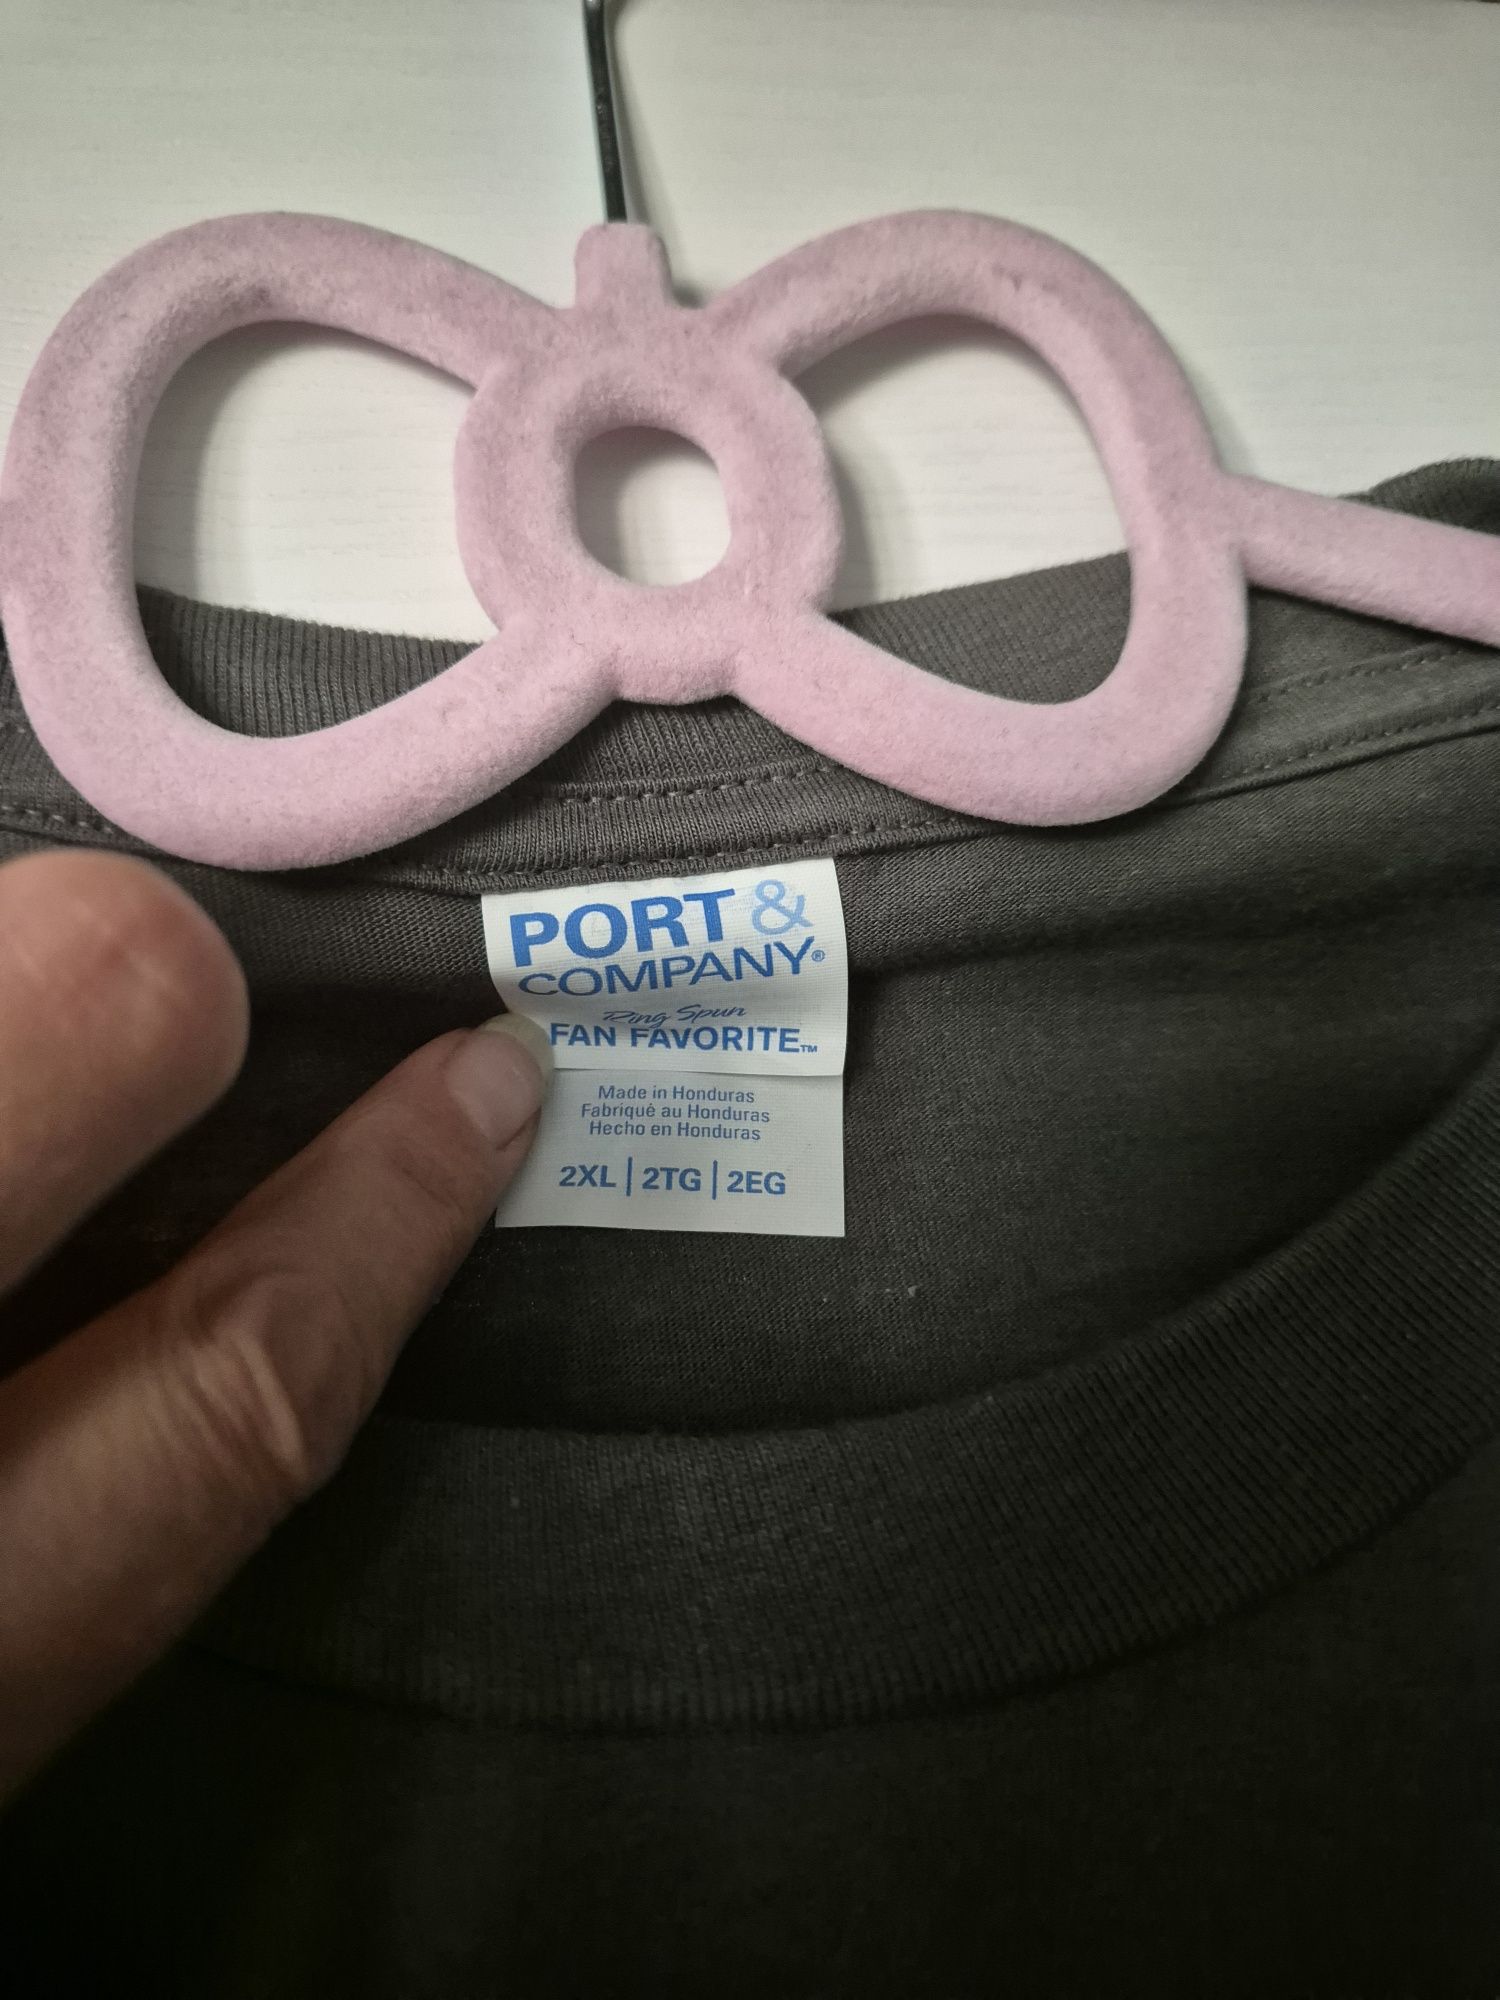 PORT &
COMPANY®
Ring Spun
FAN FAVORITE™
Made in Honduras
Fabriqué au Honduras
Hecho en Honduras
2XL | 2TG | 2EG